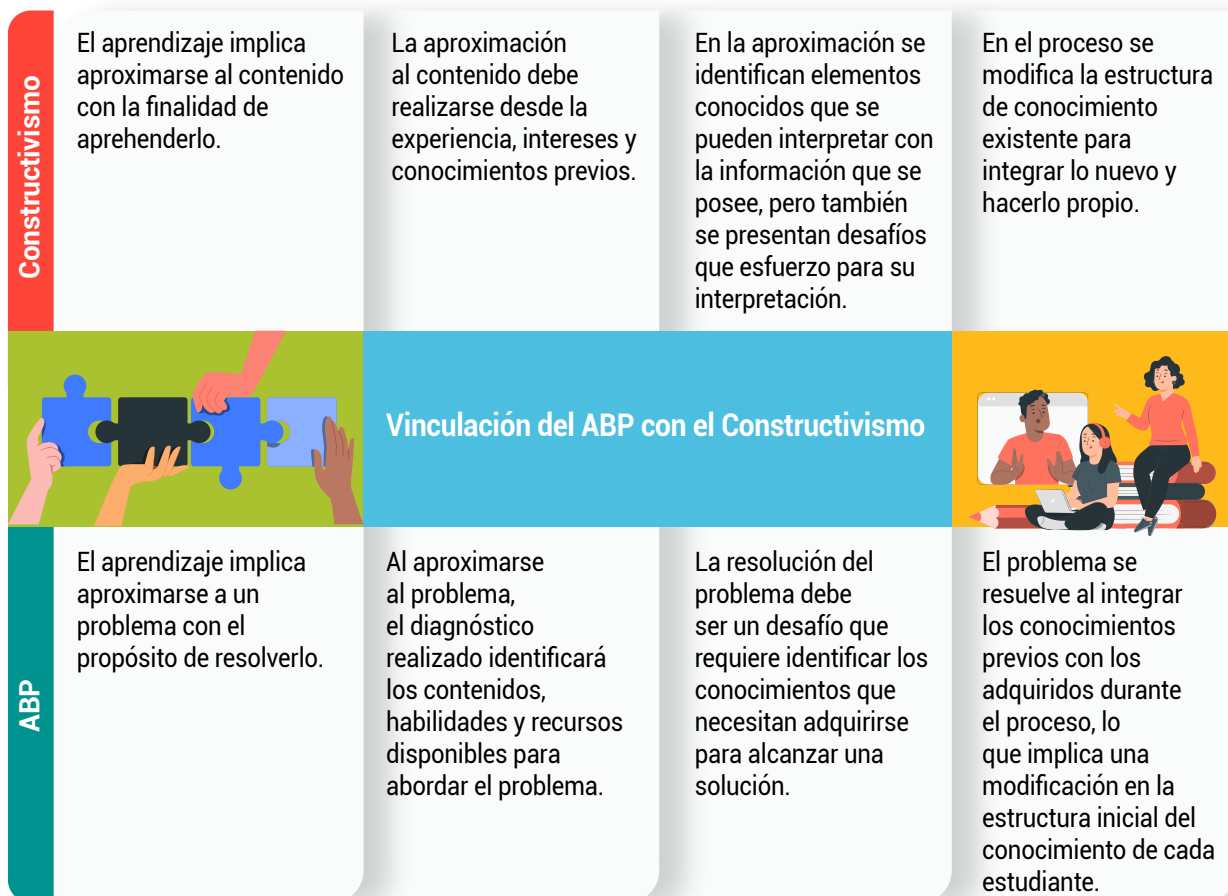 Constructivismo
El aprendizaje implica
aproximarse al contenido
con la finalidad de
aprehenderlo.
La aproximación
al contenido debe
realizarse desde la
experiencia, intereses y
conocimientos previos.
En la aproximación se
identifican elementos
conocidos que se
pueden interpretar con
la información que se
posee, pero también
se presentan desafíos
que esfuerzo para su
interpretación.
En el proceso se
modifica la estructura
de conocimiento
existente para
integrar lo nuevo y
hacerlo propio.
Vinculación del ABP con el Constructivismo
ABP
El aprendizaje implica
aproximarse a un
problema con el
propósito de resolverlo.
Al aproximarse
al problema,
el diagnóstico
realizado identificará
los contenidos,
habilidades y recursos
disponibles para
abordar el problema.
La resolución del
problema debe
ser un desafío que
requiere identificar los
conocimientos que
necesitan adquirirse
para alcanzar una
solución.
El problema se
resuelve al integrar
los conocimientos
previos con los
adquiridos durante
el proceso, lo
que implica una
modificación en la
estructura inicial del
conocimiento de cada
estudiante.